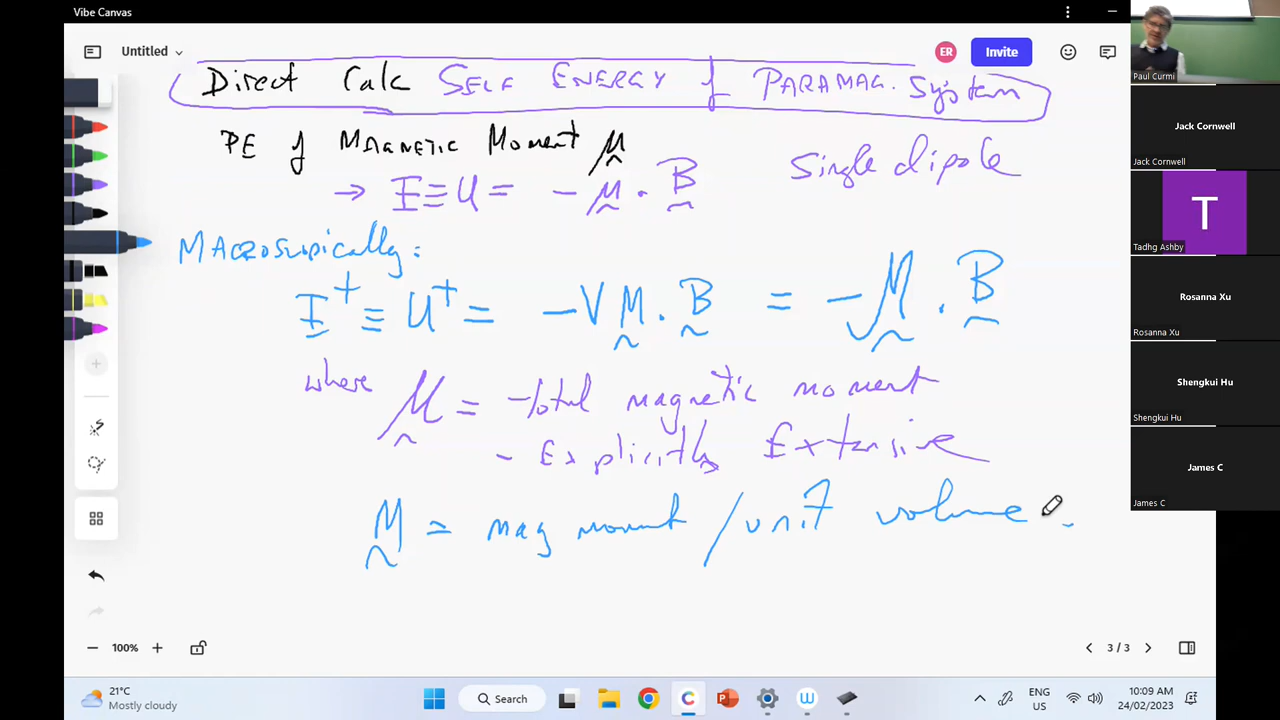 Vibe Canvas
Untitled
ER
Invite
Direct Calc SELF ENERGY of PARAMAG. System
PE of MAGNETIC MOMENT μ
Single dipole
→ E ≡ U = - μ · B
MACROSCOPICALLY:
E† ≡ U† = -V M · B = -ℳ · B
where ℳ = total magnetic moment
- Explicitly Extensive
M = mag moment / unit volume
100%
3 / 3
Paul Curmi
Jack Cornwell
Jack Cornwell
T
Tadhg Ashby
Rosanna Xu
Rosanna Xu
Shengkui Hu
Shengkui Hu
James C
James C
21°C
Mostly cloudy
Search
ENG
US
10:09 AM
24/02/2023